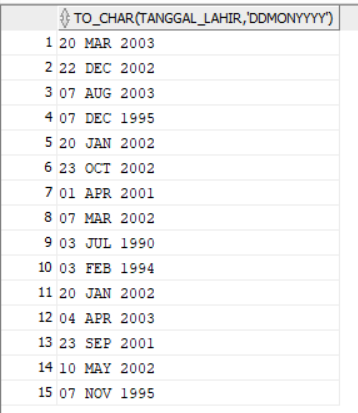 TO_CHAR(TANGGAL_LAHIR,'DDMONYYYY')
1 20 MAR 2003
2 22 DEC 2002
3 07 AUG 2003
4 07 DEC 1995
5 20 JAN 2002
6 23 OCT 2002
7 01 APR 2001
8 07 MAR 2002
9 03 JUL 1990
10 03 FEB 1994
11 20 JAN 2002
12 04 APR 2003
13 23 SEP 2001
14 10 MAY 2002
15 07 NOV 1995